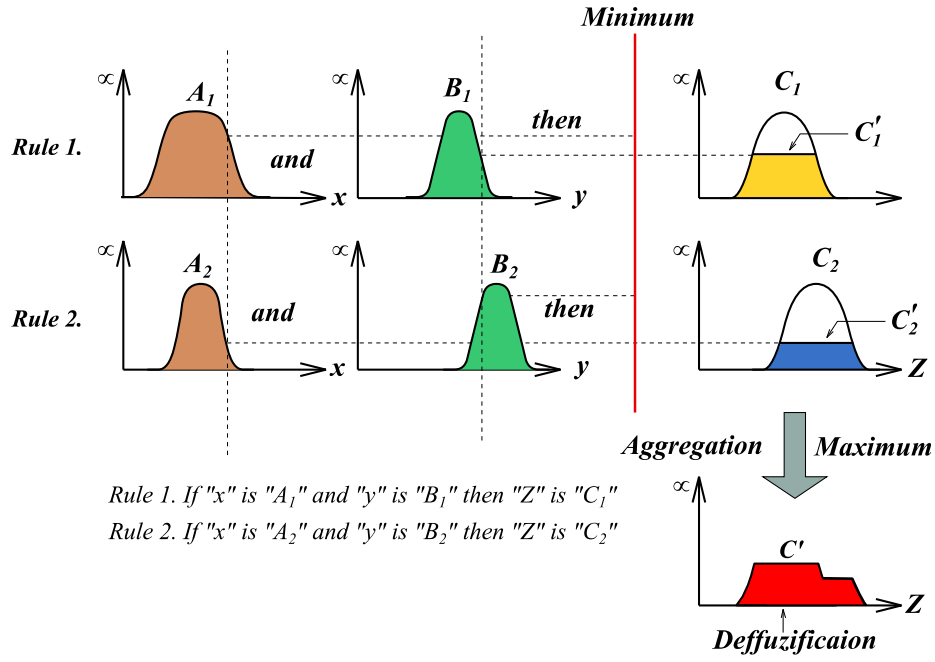 Minimum
∝ A₁ ∝ B₁ ∝ C₁
then
C′₁
Rule 1.
and
x y
∝ A₂ ∝ B₂ ∝ C₂
and then
C′₂
Rule 2.
x y Z
Aggregation Maximum
∝
Rule 1. If "x" is "A₁" and "y" is "B₁" then "Z" is "C₁"
Rule 2. If "x" is "A₂" and "y" is "B₂" then "Z" is "C₂"
C'
Z
Deffuzificaion